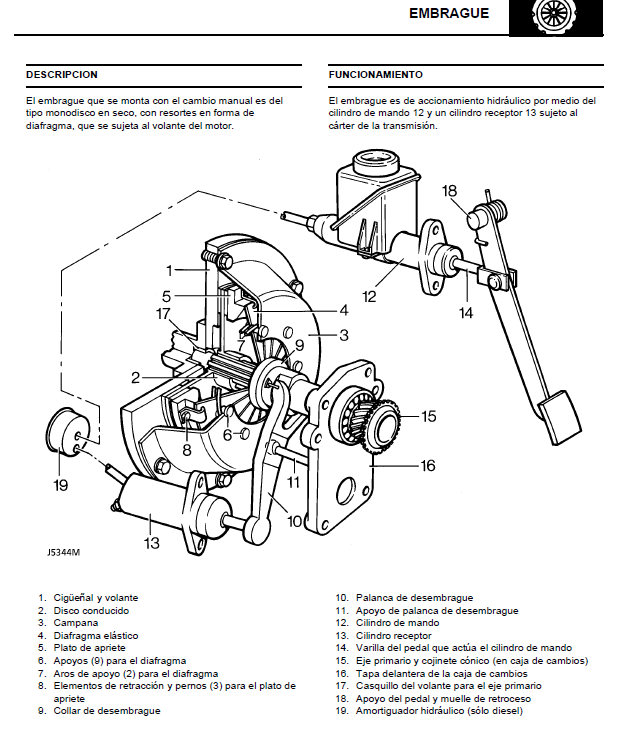 EMBRAGUE
DESCRIPCION
El embrague que se monta con el cambio manual es del
tipo monodisco en seco, con resortes en forma de
diafragma, que se sujeta al volante del motor.
FUNCIONAMIENTO
El embrague es de accionamiento hidráulico por medio del
cilindro de mando 12 y un cilindro receptor 13 sujeto al
cárter de la transmisión.
18
1
12
5
4
14
17
3
7
9
2
15
8
6
16
19
11
10
13
J5344M
1. Cigüeñal y volante
2. Disco conducido
3. Campana
4. Diafragma elástico
5. Plato de apriete
6. Apoyos (9) para el diafragma
7. Aros de apoyo (2) para el diafragma
8. Elementos de retracción y pernos (3) para el plato de
apriete
9. Collar de desembrague
10. Palanca de desembrague
11. Apoyo de palanca de desembrague
12. Cilindro de mando
13. Cilindro receptor
14. Varilla del pedal que actúa el cilindro de mando
15. Eje primario y cojinete cónico (en caja de cambios)
16. Tapa delantera de la caja de cambios
17. Casquillo del volante para el eje primario
18. Apoyo del pedal y muelle de retroceso
19. Amortiguador hidráulico (sólo diesel)